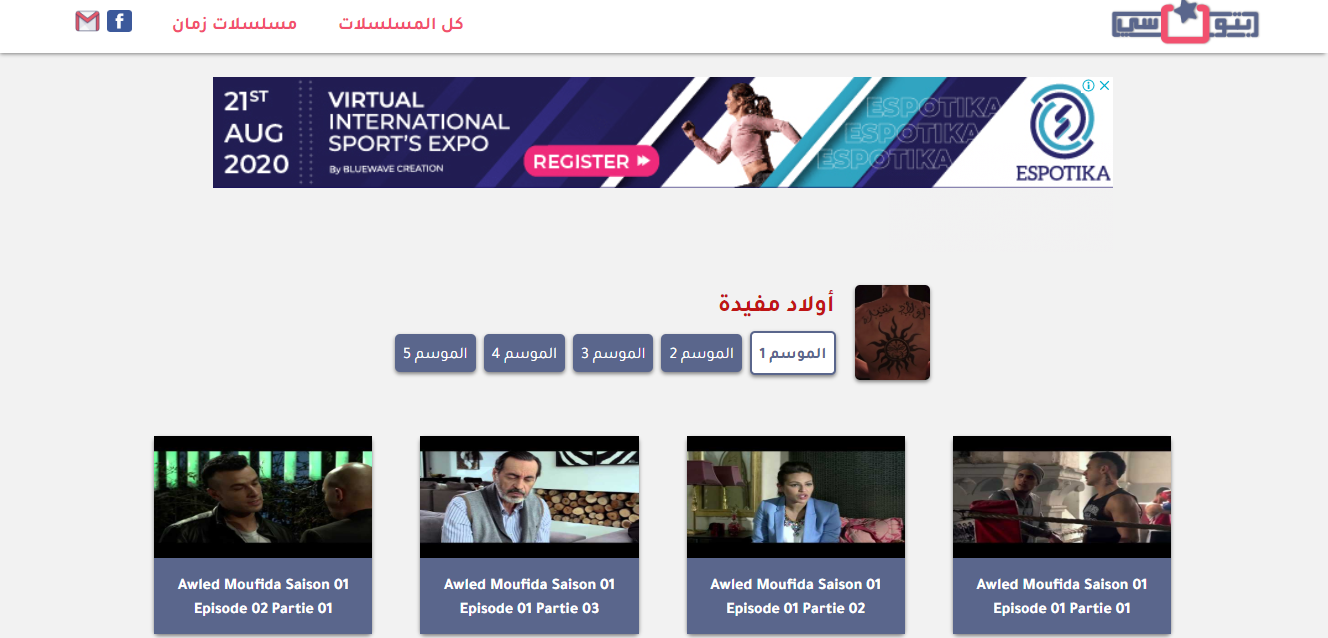 كل المسلسلات
مسلسلات زمان
21ST
AUG
2020
VIRTUAL
INTERNATIONAL
SPORT'S EXPO
By BLUEWAVE CREATION
REGISTER
ESPOTIKA
ESPOTIKA
ESPOTIKA
ESPOTIKA
أولاد مفيدة
أولاد مفيدة
الموسم 1
الموسم 2
الموسم 3
الموسم 4
الموسم 5
Awled Moufida Saison 01
Episode 01 Partie 01
Awled Moufida Saison 01
Episode 01 Partie 02
Awled Moufida Saison 01
Episode 01 Partie 03
Awled Moufida Saison 01
Episode 02 Partie 01